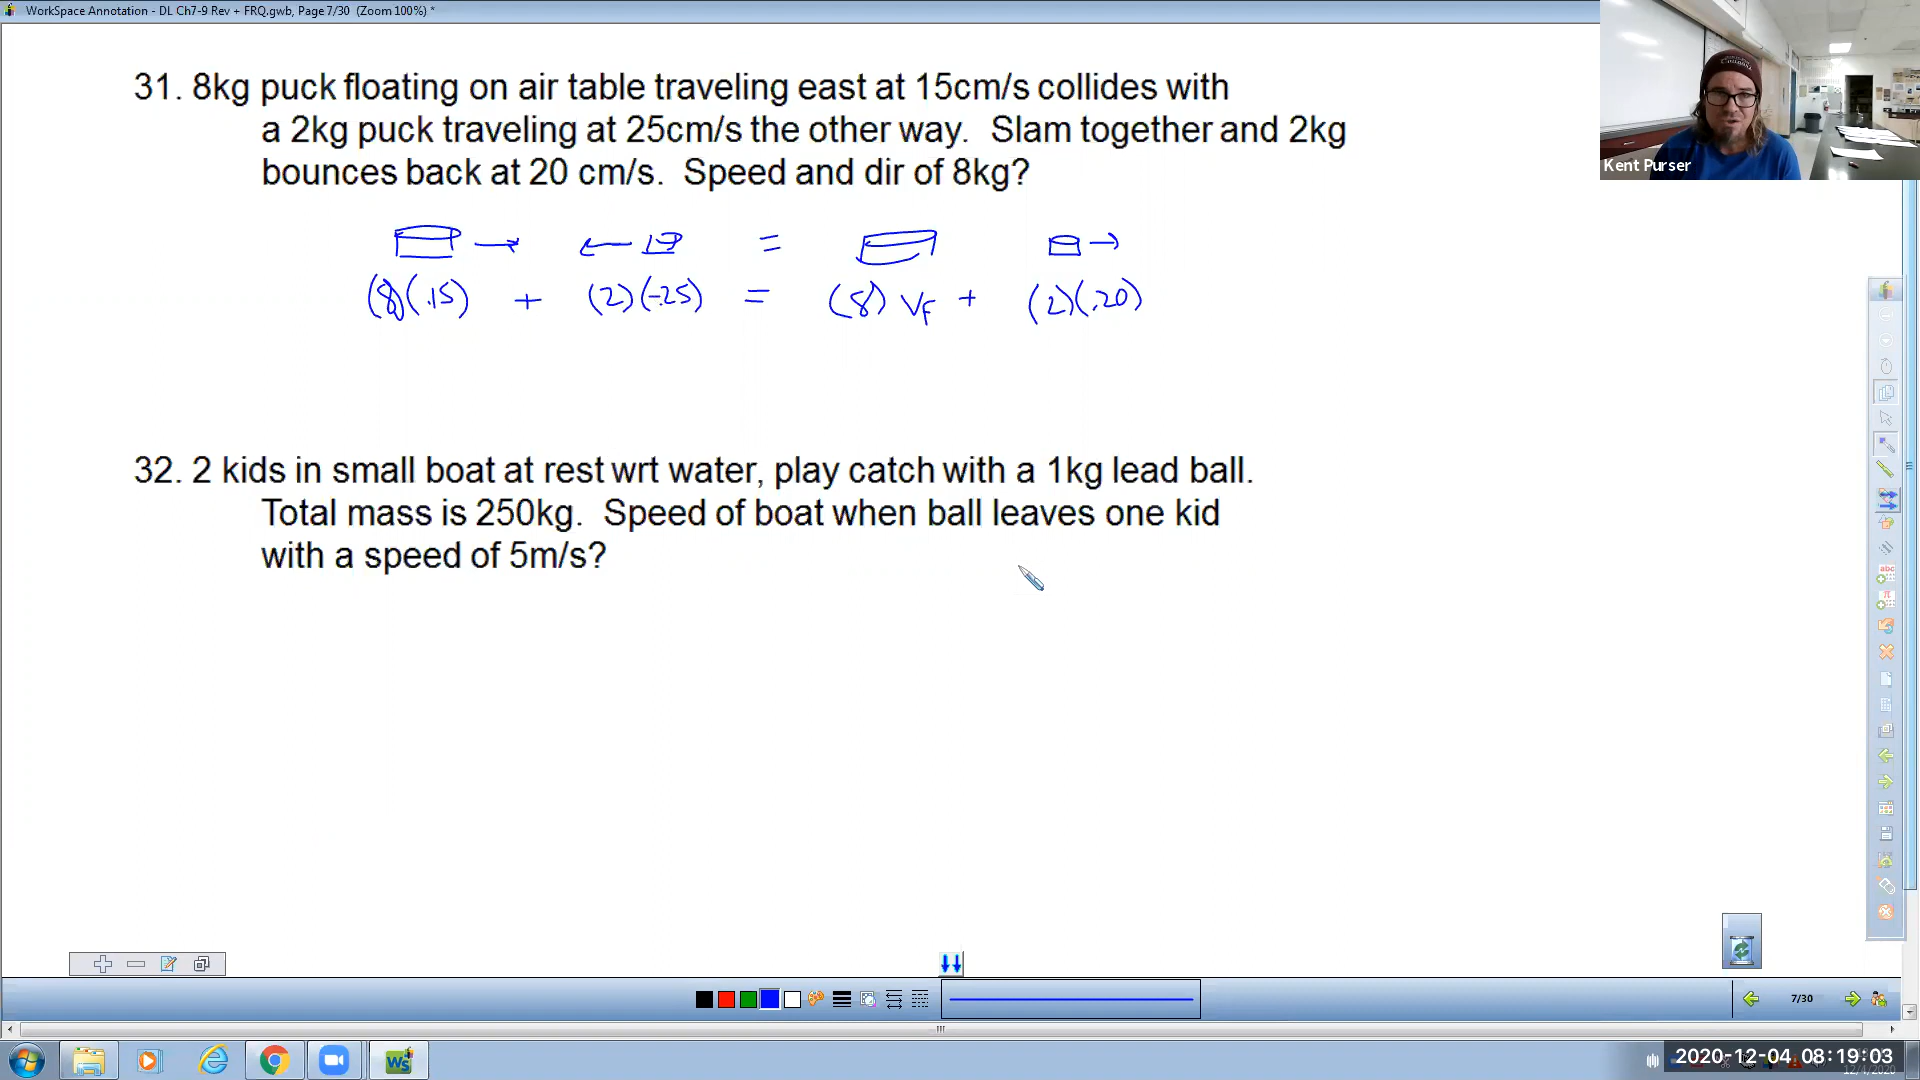 WorkSpace Annotation - DL Ch7-9 Rev + FRQ.gwb, Page 7/30 (Zoom 100%) *
31. 8kg puck floating on air table traveling east at 15cm/s collides with
a 2kg puck traveling at 25cm/s the other way. Slam together and 2kg
bounces back at 20 cm/s. Speed and dir of 8kg?
Kent Purser
=
(8)(.15) + (2)(-.25) = (8) VF + (2)(.20)
32. 2 kids in small boat at rest wrt water, play catch with a 1kg lead ball.
Total mass is 250kg. Speed of boat when ball leaves one kid
with a speed of 5m/s?
abc
π
7/30
Ws
2020-12-04 08:19:03
12/4/2020